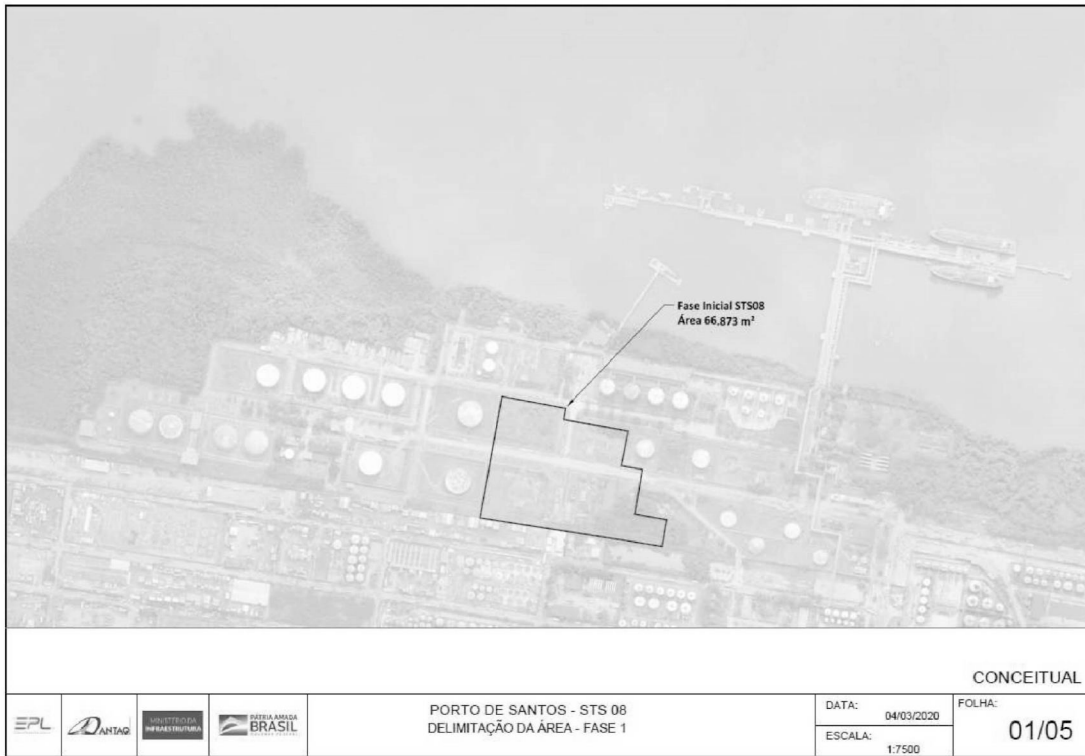 Fase Inicial STS08
Área 66.873 m²
CONCEITUAL
EPL
ANTAQ
MINISTÉRIO DA
INFRAESTRUTURA
PÁTRIA AMADA
BRASIL
PORTO DE SANTOS - STS 08
DELIMITAÇÃO DA ÁREA - FASE 1
DATA:
04/03/2020
ESCALA:
1:7500
FOLHA:
01/05